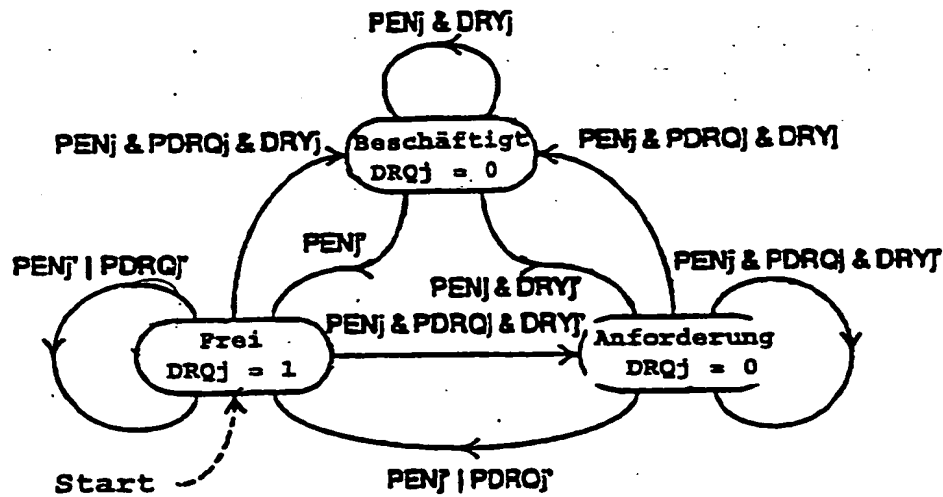 PENj & DRYj
PENj & PDRQj & DRYj
Beschäftigt
DRQj = 0
PENj & PDRQj & DRYj
PENj'
PENj' | PDRQj'
PENj & DRYj'
PENj & PDRQj & DRYj'
PENj & PDRQj & DRYj'
Frei
DRQj = 1
Anforderung
DRQj = 0
Start
PENj' | PDRQj'